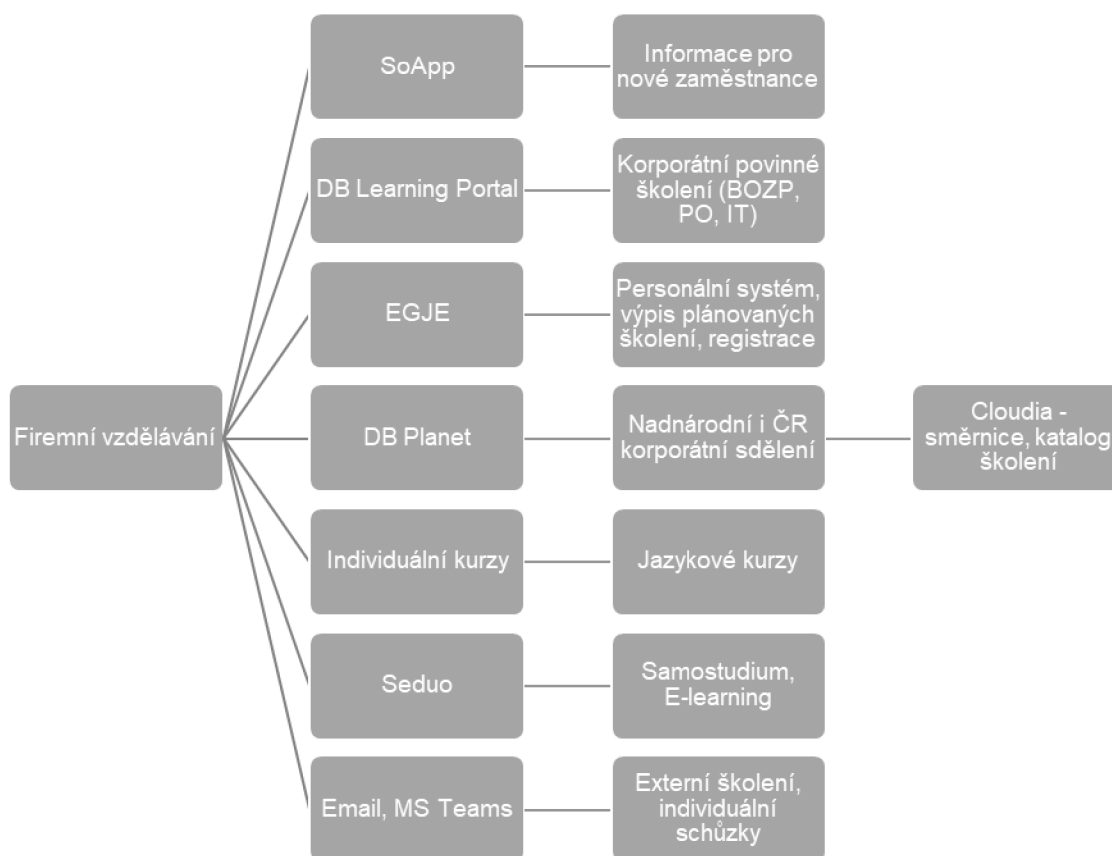 SoApp
Informace pro
nové zaměstnance
DB Learning Portal
Korporátní povinné
školení (BOZP,
PO, IT)
EGJE
Personální systém,
výpis plánovaných
školení, registrace
Firemní vzdělávání
DB Planet
Nadnárodní i ČR
korporátní sdělení
Cloudia -
směrnice, katalog
školení
Individuální kurzy
Jazykové kurzy
Seduo
Samostudium,
E-learning
Email, MS Teams
Externí školení,
individuální
schůzky